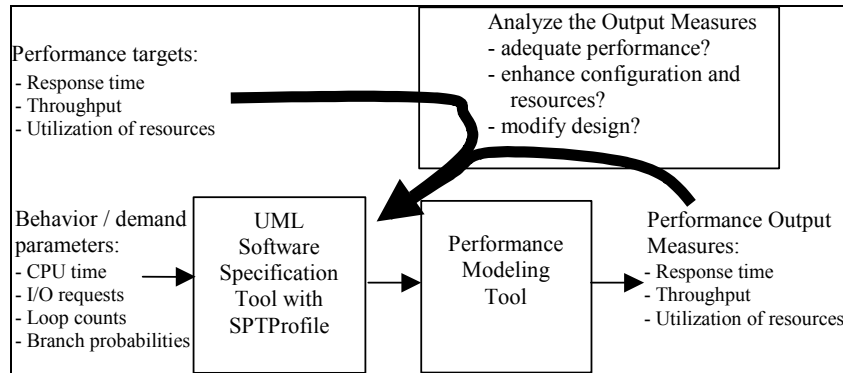 Performance targets:
- Response time
- Throughput
- Utilization of resources
Analyze the Output Measures
- adequate performance?
- enhance configuration and
resources?
- modify design?
Behavior / demand
parameters:
- CPU time
- I/O requests
- Loop counts
- Branch probabilities
UML
Software
Specification
Tool with
SPTProfile
Performance
Modeling
Tool
Performance Output
Measures:
- Response time
- Throughput
- Utilization of resources